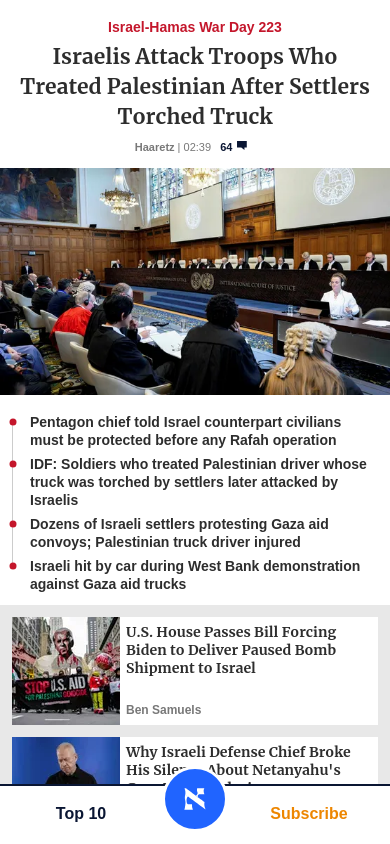 Israel-Hamas War Day 223
Israelis Attack Troops Who
Treated Palestinian After Settlers
Torched Truck
Haaretz | 02:39 64
INTERNATIONAL COURT OF JUSTICE
Pentagon chief told Israel counterpart civilians
must be protected before any Rafah operation
IDF: Soldiers who treated Palestinian driver whose
truck was torched by settlers later attacked by
Israelis
Dozens of Israeli settlers protesting Gaza aid
convoys; Palestinian truck driver injured
Israeli hit by car during West Bank demonstration
against Gaza aid trucks
STOP U.S. AID
FOR PALESTINIAN GENOCIDE
U.S. House Passes Bill Forcing
Biden to Deliver Paused Bomb
Shipment to Israel
Ben Samuels
Why Israeli Defense Chief Broke
His About Netanyahu's
Top 10
Subscribe